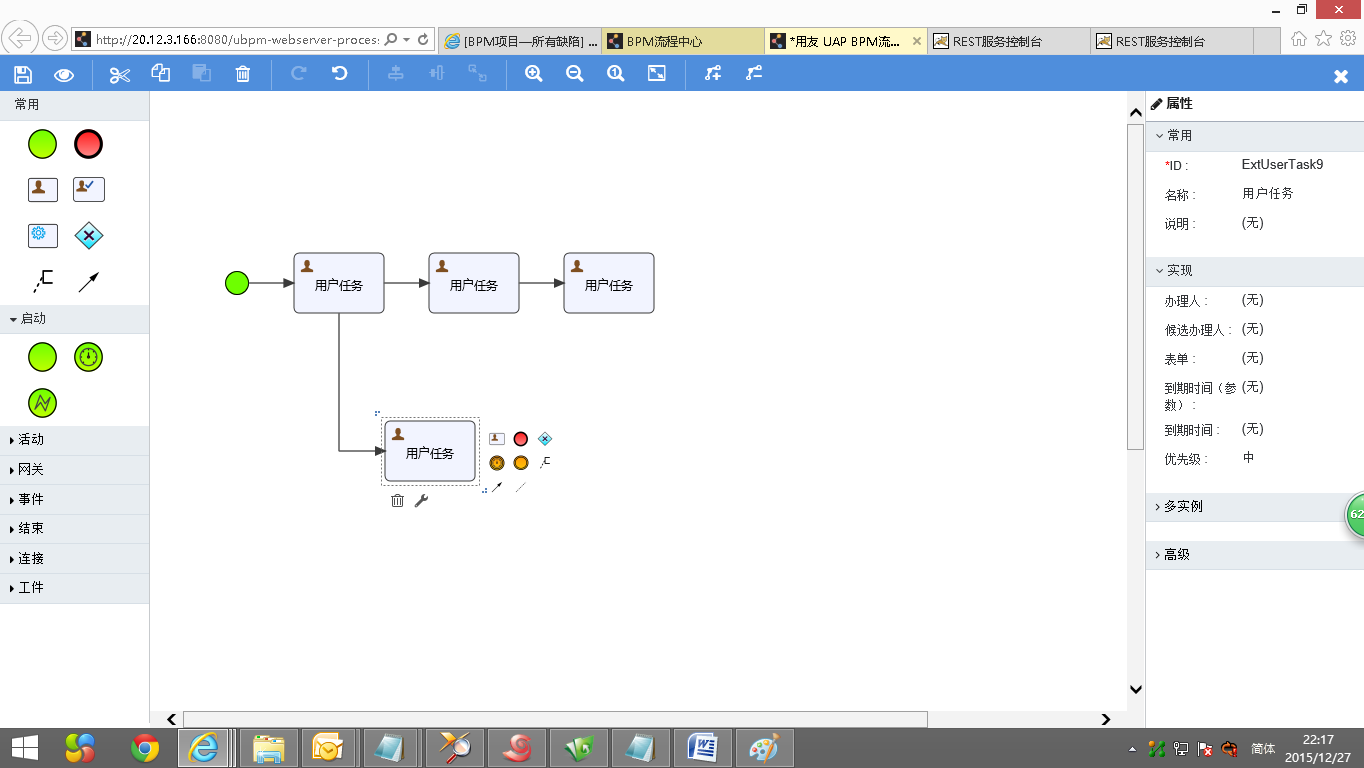 http://20.12.3.166:8080/ubpm-webserver-process
[BPM项目—所有缺陷] ...
BPM流程中心
*用友 UAP BPM流...
REST服务控制台
REST服务控制台
常用
启动
活动
网关
事件
结束
连接
工件
用户任务
用户任务
用户任务
用户任务
属性
常用
*ID :
ExtUserTask9
名称 :
用户任务
说明 :
(无)
实现
办理人 :
(无)
候选办理人 :
(无)
表单 :
(无)
到期时间（参
(无)
数）:
到期时间 :
(无)
优先级 :
中
多实例
高级
62
简体
22:17
2015/12/27